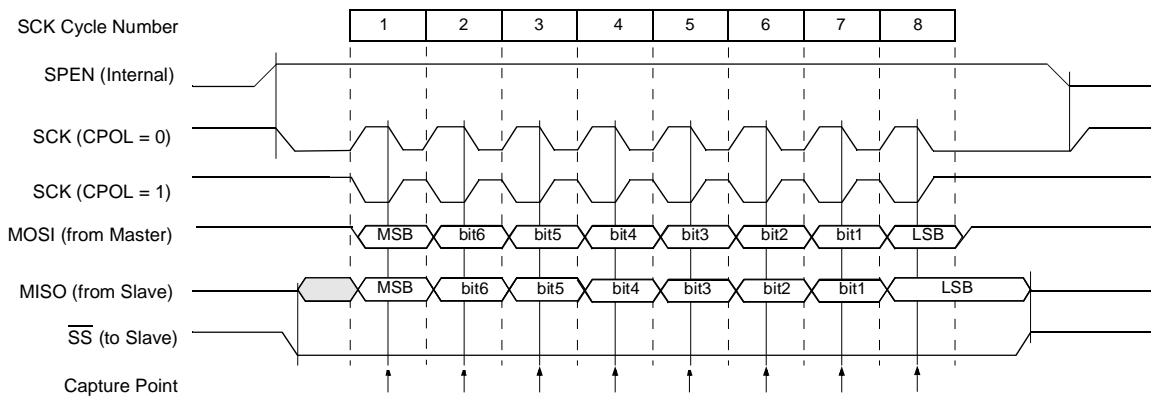 SCK Cycle Number 1 2 3 4 5 6 7 8
SPEN (Internal)
SCK (CPOL = 0)
SCK (CPOL = 1)
MOSI (from Master) MSB bit6 bit5 bit4 bit3 bit2 bit1 LSB
MISO (from Slave) MSB bit6 bit5 bit4 bit3 bit2 bit1 LSB
SS (to Slave)
Capture Point